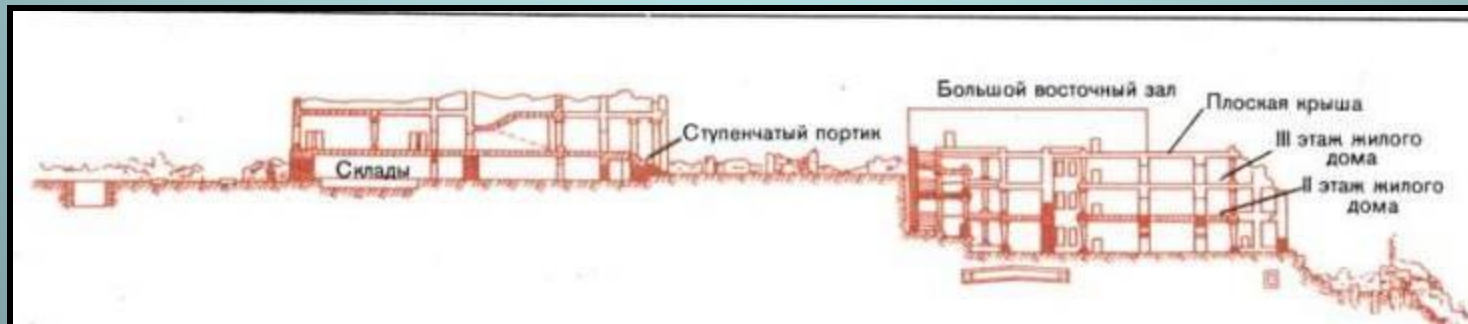 Большой восточный зал
Плоская крыша
Ступенчатый портик
III этаж жилого
дома
Склады
II этаж жилого
дома